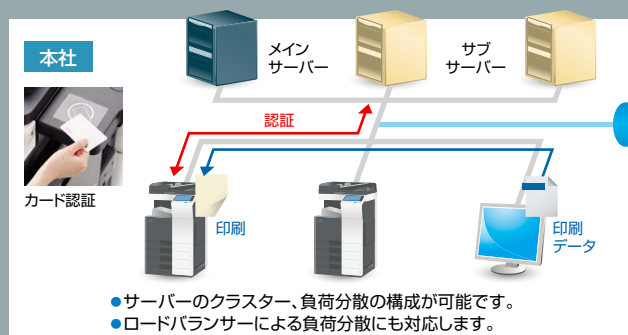 本社
メイン
サーバー
サブ
サーバー
認証
カード認証
印刷
印刷
データ
●サーバーのクラスター、負荷分散の構成が可能です。
●ロードバランサーによる負荷分散にも対応します。